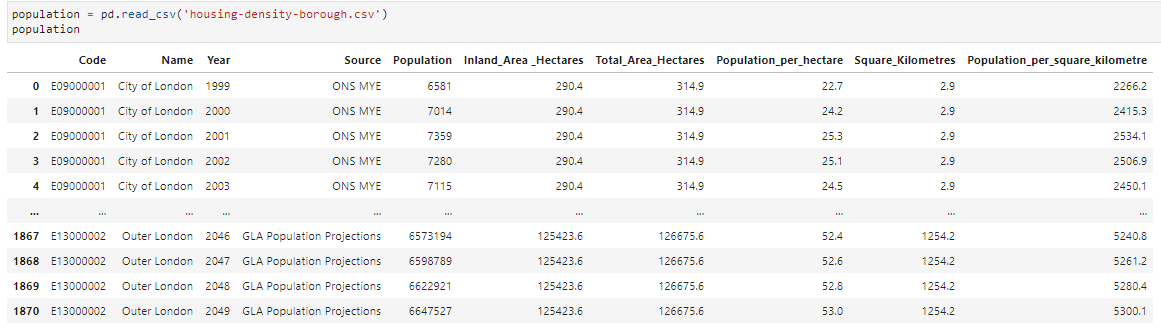 population = pd.read_csv('housing-density-borough.csv')
population
Code Name Year Source Population Inland_Area _Hectares Total_Area_Hectares Population_per_hectare Square_Kilometres Population_per_square_kilometre
0 E09000001 City of London 1999 ONS MYE 6581 290.4 314.9 22.7 2.9 2266.2
1 E09000001 City of London 2000 ONS MYE 7014 290.4 314.9 24.2 2.9 2415.3
2 E09000001 City of London 2001 ONS MYE 7359 290.4 314.9 25.3 2.9 2534.1
3 E09000001 City of London 2002 ONS MYE 7280 290.4 314.9 25.1 2.9 2506.9
4 E09000001 City of London 2003 ONS MYE 7115 290.4 314.9 24.5 2.9 2450.1
... ... ... ... ... ... ... ... ... ... ...
1867 E13000002 Outer London 2046 GLA Population Projections 6573194 125423.6 126675.6 52.4 1254.2 5240.8
1868 E13000002 Outer London 2047 GLA Population Projections 6598789 125423.6 126675.6 52.6 1254.2 5261.2
1869 E13000002 Outer London 2048 GLA Population Projections 6622921 125423.6 126675.6 52.8 1254.2 5280.4
1870 E13000002 Outer London 2049 GLA Population Projections 6647527 125423.6 126675.6 53.0 1254.2 5300.1